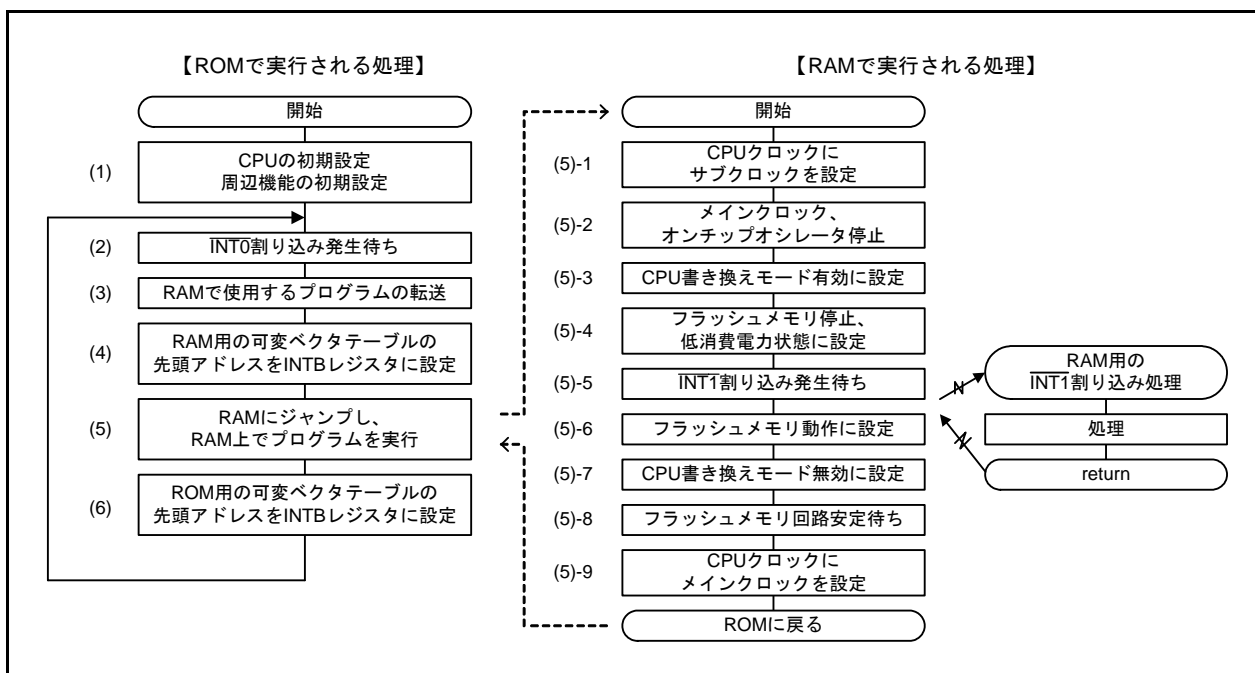 【ROMで実行される処理】
開始
(1)
CPUの初期設定
周辺機能の初期設定
(2)
INT0割り込み発生待ち
(3)
RAMで使用するプログラムの転送
(4)
RAM用の可変ベクタテーブルの
先頭アドレスをINTBレジスタに設定
(5)
RAMにジャンプし、
RAM上でプログラムを実行
(6)
ROM用の可変ベクタテーブルの
先頭アドレスをINTBレジスタに設定
【RAMで実行される処理】
開始
(5)-1
CPUクロックに
サブクロックを設定
(5)-2
メインクロック、
オンチップオシレータ停止
(5)-3
CPU書き換えモード有効に設定
(5)-4
フラッシュメモリ停止、
低消費電力状態に設定
(5)-5
INT1割り込み発生待ち
(5)-6
フラッシュメモリ動作に設定
(5)-7
CPU書き換えモード無効に設定
(5)-8
フラッシュメモリ回路安定待ち
(5)-9
CPUクロックに
メインクロックを設定
ROMに戻る
RAM用の
INT1割り込み処理
処理
return